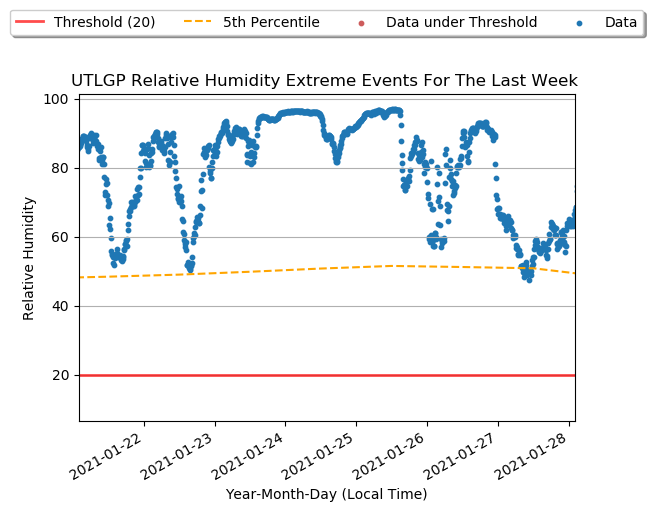 Threshold (20) 5th Percentile Data under Threshold Data
UTLGP Relative Humidity Extreme Events For The Last Week
100
80
60
40
20
Relative Humidity
2021-01-22 2021-01-23 2021-01-24 2021-01-25 2021-01-26 2021-01-27 2021-01-28
Year-Month-Day (Local Time)